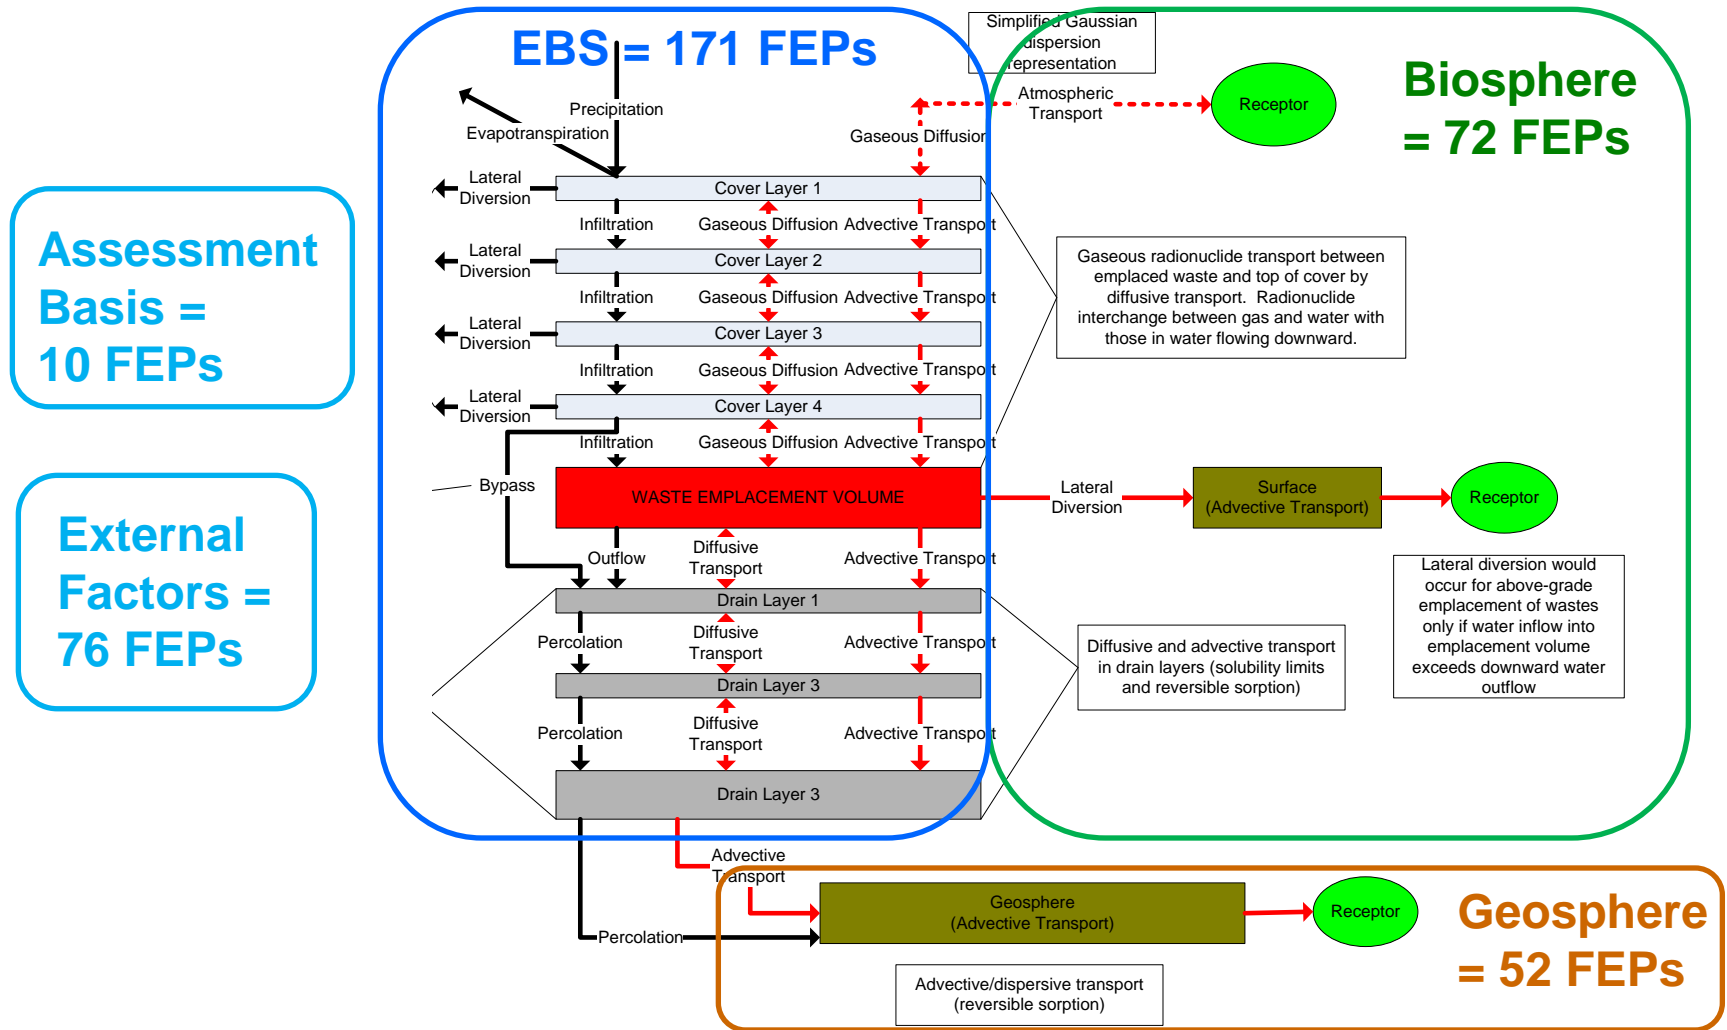 EBS = 171 FEPs
Simplified Gaussian
dispersion
representation
Biosphere
= 72 FEPs
Precipitation
Evapotranspiration
Gaseous Diffusion
Atmospheric
Transport
Receptor
Assessment
Basis =
10 FEPs
External
Factors =
76 FEPs
Lateral
Diversion
Cover Layer 1
Infiltration
Gaseous Diffusion
Advective Transport
Lateral
Diversion
Cover Layer 2
Infiltration
Gaseous Diffusion
Advective Transport
Lateral
Diversion
Cover Layer 3
Infiltration
Gaseous Diffusion
Advective Transport
Lateral
Diversion
Cover Layer 4
Infiltration
Gaseous Diffusion
Advective Transport
Gaseous radionuclide transport between
emplaced waste and top of cover by
diffusive transport. Radionuclide
interchange between gas and water with
those in water flowing downward.
Bypass
WASTE EMPLACEMENT VOLUME
Lateral
Diversion
Surface
(Advective Transport)
Receptor
Outflow
Diffusive
Transport
Advective Transport
Lateral diversion would
occur for above-grade
emplacement of wastes
only if water inflow into
emplacement volume
exceeds downward water
outflow
Drain Layer 1
Percolation
Diffusive
Transport
Advective Transport
Diffusive and advective transport
in drain layers (solubility limits
and reversible sorption)
Drain Layer 3
Percolation
Diffusive
Transport
Advective Transport
Drain Layer 3
Advective
Transport
Percolation
Geosphere
(Advective Transport)
Receptor
Geosphere
= 52 FEPs
Advective/dispersive transport
(reversible sorption)